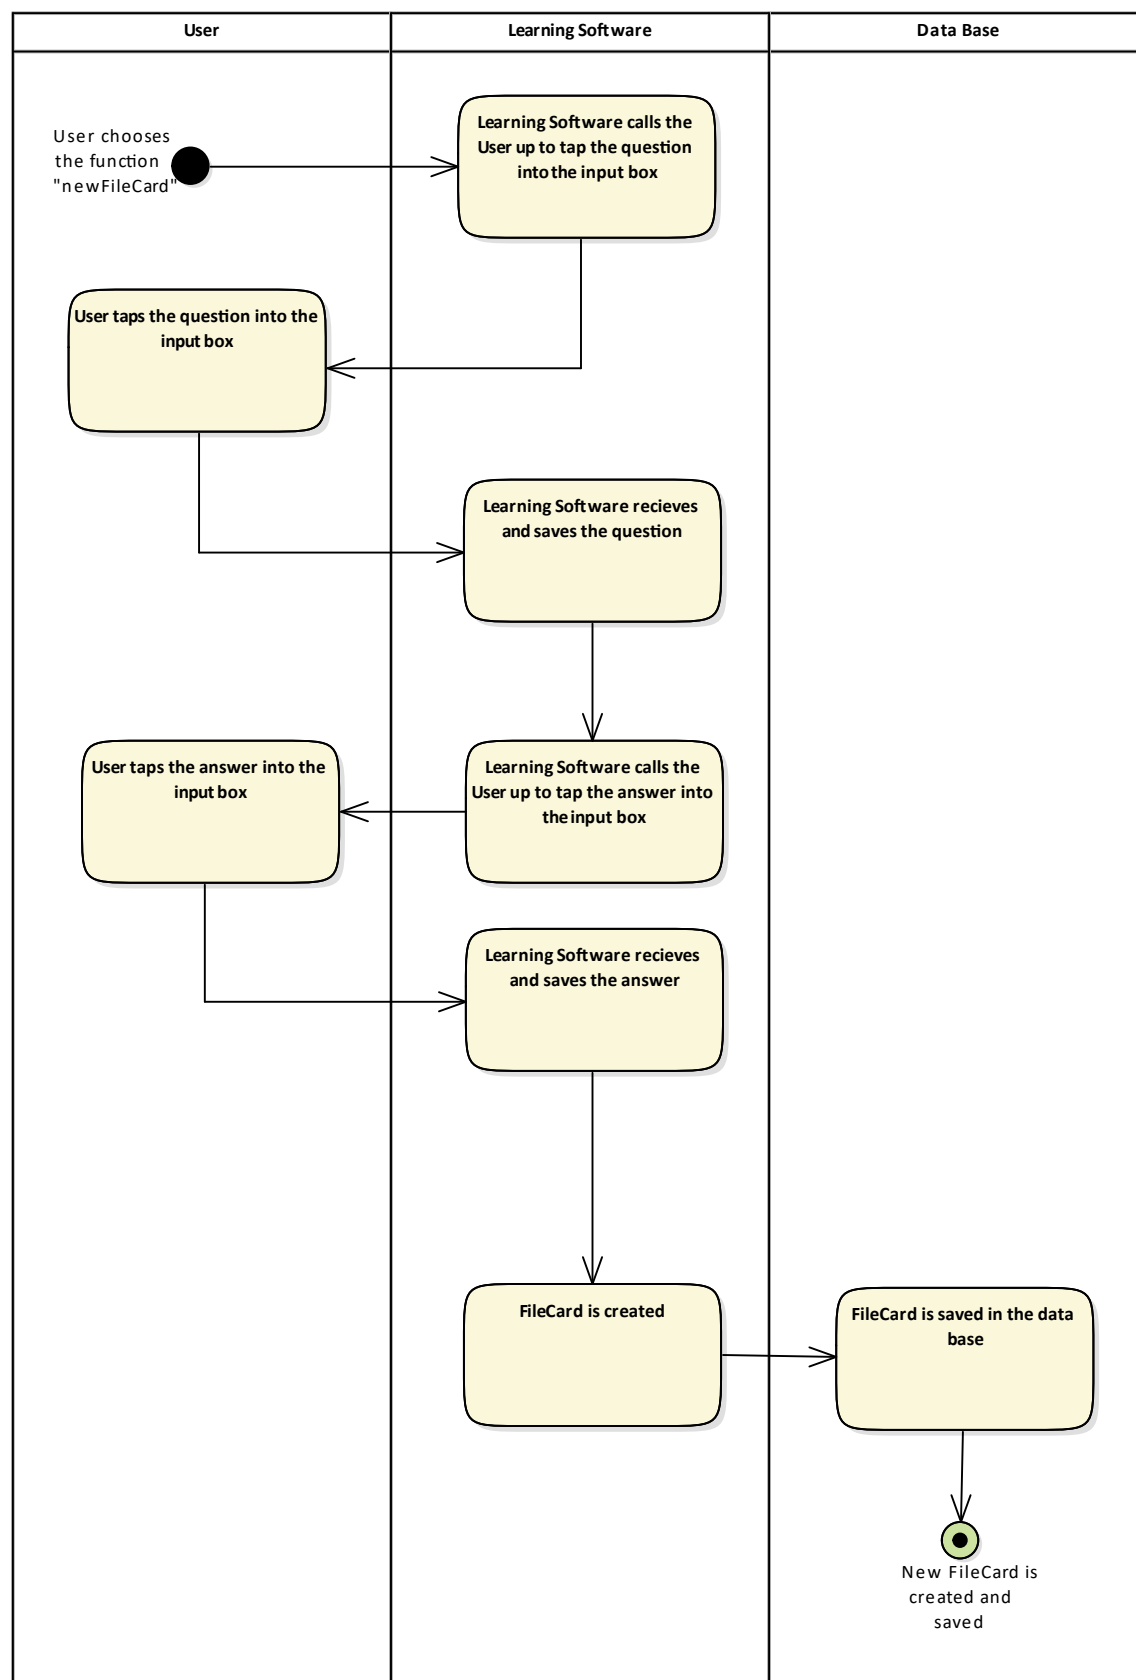 User
Learning Software
Data Base
User chooses
the function
"newFileCard"
Learning Software calls the
User up to tap the question
into the input box
User taps the question into the
input box
Learning Software recieves
and saves the question
User taps the answer into the
input box
Learning Software calls the
User up to tap the answer into
the input box
Learning Software recieves
and saves the answer
FileCard is created
FileCard is saved in the data
base
New FileCard is
created and
saved